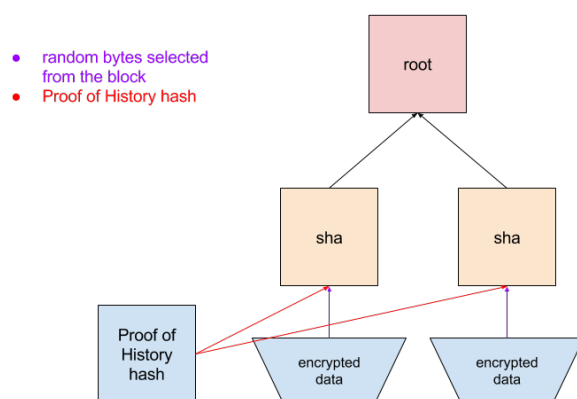 random bytes selected
from the block
Proof of History hash
root
sha
sha
Proof of
History
hash
encrypted
data
encrypted
data